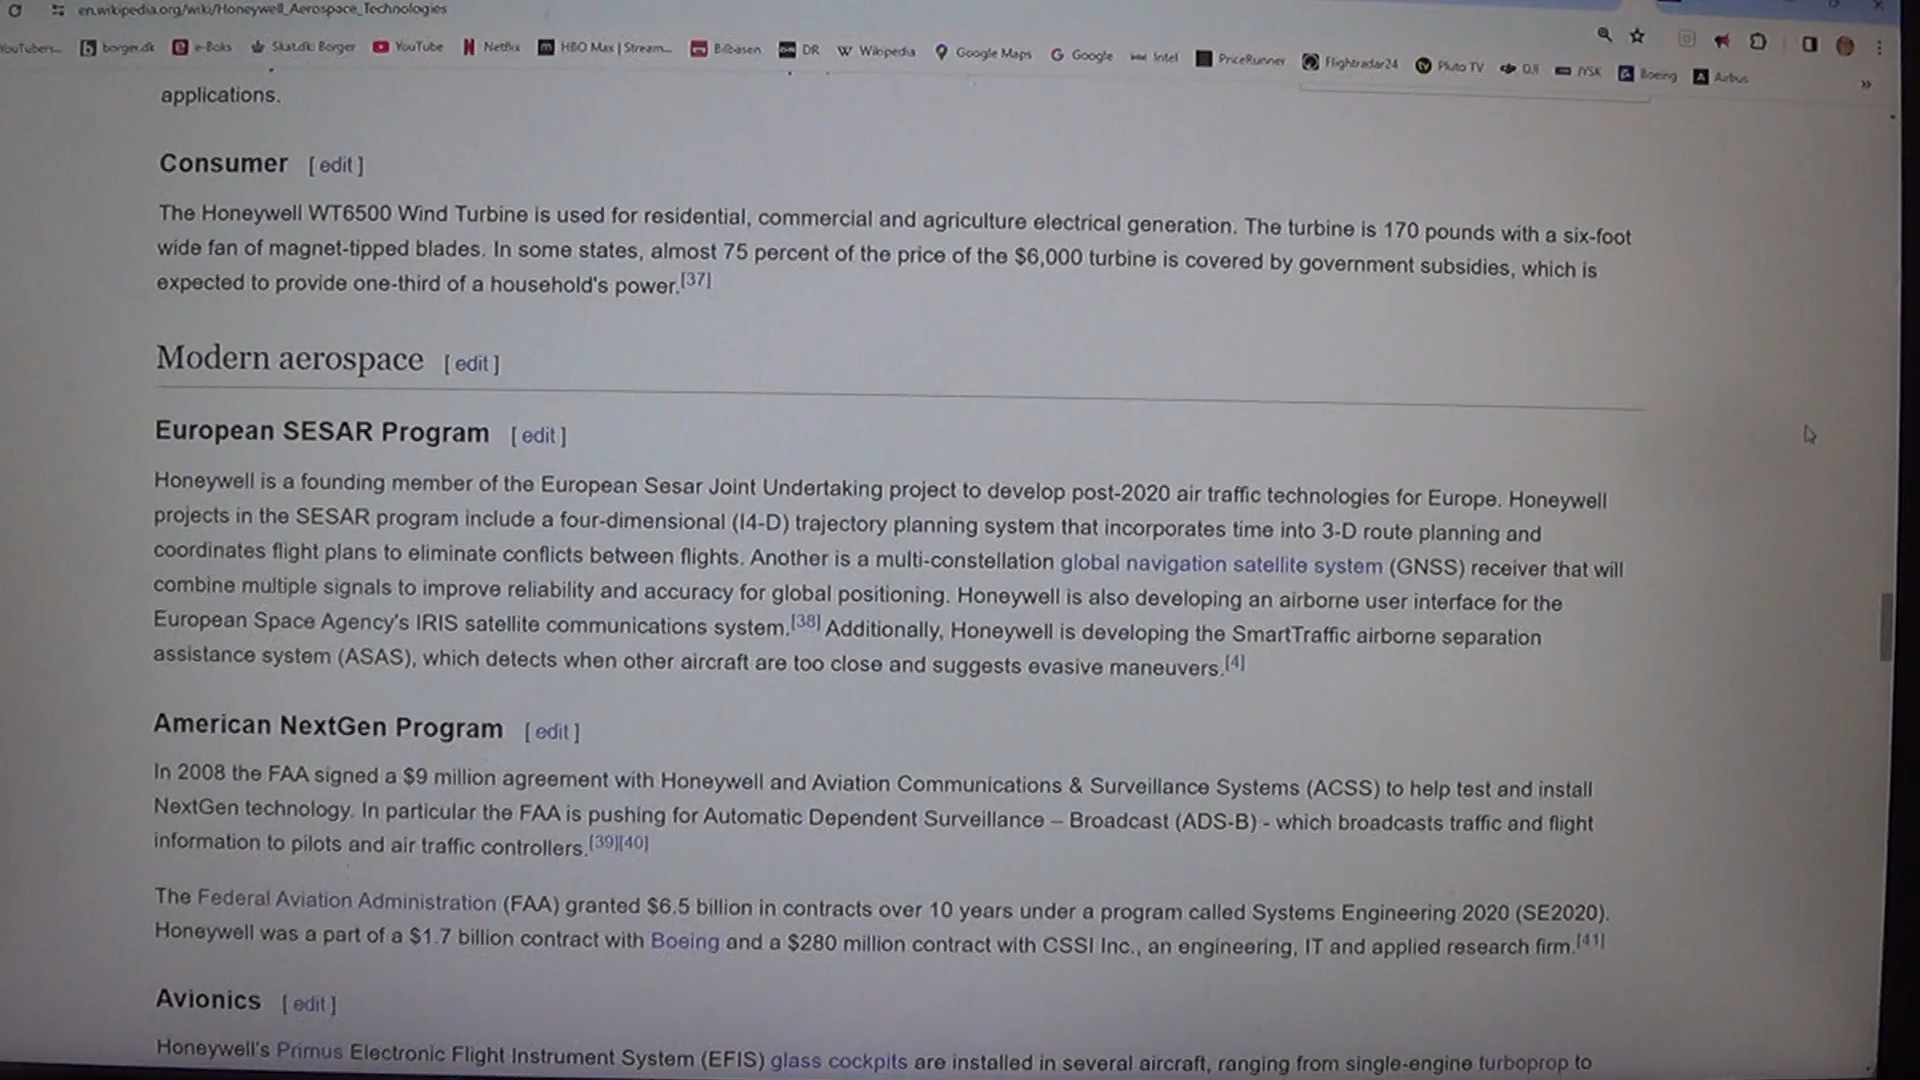 en.wikipedia.org/wiki/Honeywell_Aerospace_Technologies
YouTubers... borger.dk e-Boks Skat.dk: Borger YouTube Netflix HBO Max | Stream... Bilbasen DR Wikipedia Google Maps Google Intel PriceRunner Flightradar24 Pluto TV DJI JYSK Boeing Airbus »
applications.
Consumer [ edit ]
The Honeywell WT6500 Wind Turbine is used for residential, commercial and agriculture electrical generation. The turbine is 170 pounds with a six-foot
wide fan of magnet-tipped blades. In some states, almost 75 percent of the price of the $6,000 turbine is covered by government subsidies, which is
expected to provide one-third of a household's power.[37]
Modern aerospace [ edit ]
European SESAR Program [ edit ]
Honeywell is a founding member of the European Sesar Joint Undertaking project to develop post-2020 air traffic technologies for Europe. Honeywell
projects in the SESAR program include a four-dimensional (I4-D) trajectory planning system that incorporates time into 3-D route planning and
coordinates flight plans to eliminate conflicts between flights. Another is a multi-constellation global navigation satellite system (GNSS) receiver that will
combine multiple signals to improve reliability and accuracy for global positioning. Honeywell is also developing an airborne user interface for the
European Space Agency's IRIS satellite communications system.[38] Additionally, Honeywell is developing the SmartTraffic airborne separation
assistance system (ASAS), which detects when other aircraft are too close and suggests evasive maneuvers.[4]
American NextGen Program [ edit ]
In 2008 the FAA signed a $9 million agreement with Honeywell and Aviation Communications & Surveillance Systems (ACSS) to help test and install
NextGen technology. In particular the FAA is pushing for Automatic Dependent Surveillance – Broadcast (ADS-B) - which broadcasts traffic and flight
information to pilots and air traffic controllers.[39][40]
The Federal Aviation Administration (FAA) granted $6.5 billion in contracts over 10 years under a program called Systems Engineering 2020 (SE2020).
Honeywell was a part of a $1.7 billion contract with Boeing and a $280 million contract with CSSI Inc., an engineering, IT and applied research firm.[41]
Avionics [ edit ]
Honeywell's Primus Electronic Flight Instrument System (EFIS) glass cockpits are installed in several aircraft, ranging from single-engine turboprop to